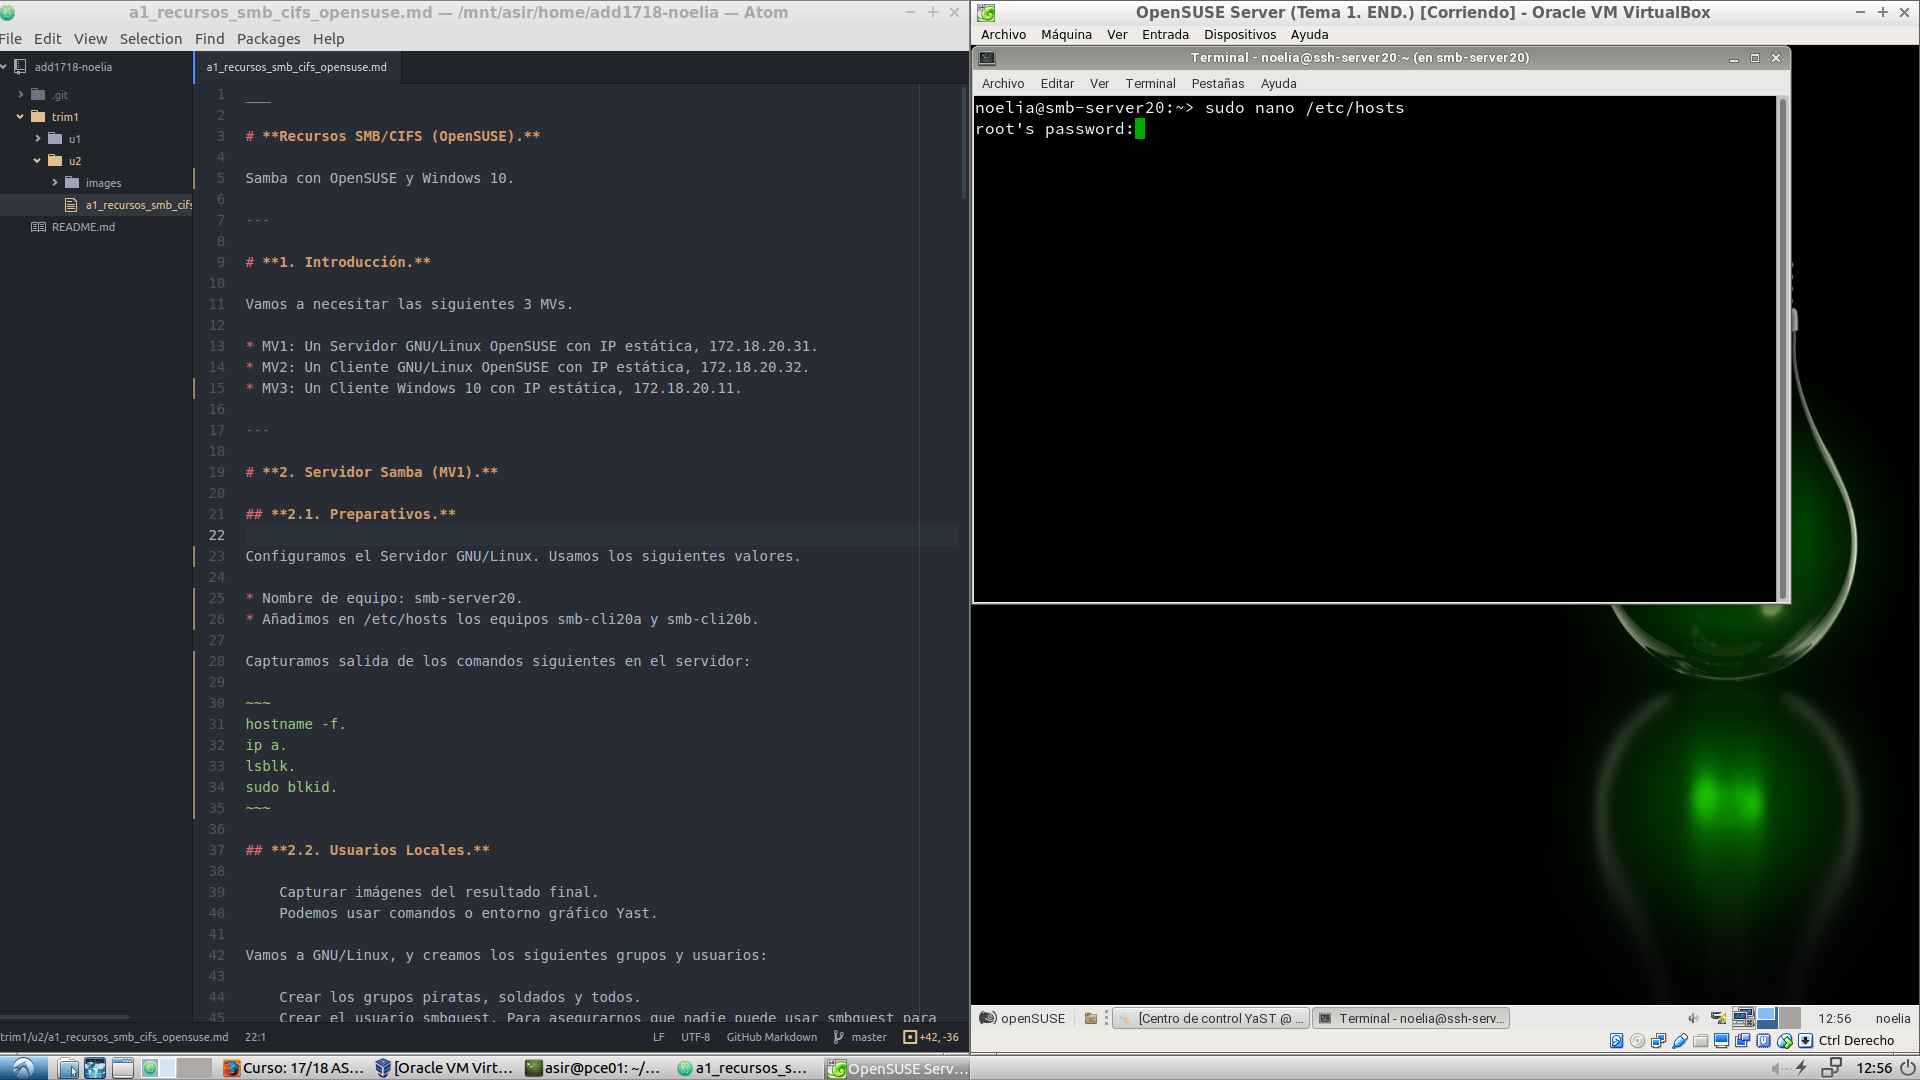 a1_recursos_smb_cifs_opensuse.md — /mnt/asir/home/add1718-noelia — Atom
File Edit View Selection Find Packages Help
add1718-noelia
.git
trim1
u1
u2
images
a1_recursos_smb_cifs
README.md
a1_recursos_smb_cifs_opensuse.md
1 ___
2
3 # **Recursos SMB/CIFS (OpenSUSE).**
4
5 Samba con OpenSUSE y Windows 10.
6
7 ---
8
9 # **1. Introducción.**
10
11 Vamos a necesitar las siguientes 3 MVs.
12
13 * MV1: Un Servidor GNU/Linux OpenSUSE con IP estática, 172.18.20.31.
14 * MV2: Un Cliente GNU/Linux OpenSUSE con IP estática, 172.18.20.32.
15 * MV3: Un Cliente Windows 10 con IP estática, 172.18.20.11.
16
17 ---
18
19 # **2. Servidor Samba (MV1).**
20
21 ## **2.1. Preparativos.**
22
23 Configuramos el Servidor GNU/Linux. Usamos los siguientes valores.
24
25 * Nombre de equipo: smb-server20.
26 * Añadimos en /etc/hosts los equipos smb-cli20a y smb-cli20b.
27
28 Capturamos salida de los comandos siguientes en el servidor:
29
30 ~~~
31 hostname -f.
32 ip a.
33 lsblk.
34 sudo blkid.
35 ~~~
36
37 ## **2.2. Usuarios Locales.**
38
39 Capturar imágenes del resultado final.
40 Podemos usar comandos o entorno gráfico Yast.
41
42 Vamos a GNU/Linux, y creamos los siguientes grupos y usuarios:
43
44 Crear los grupos piratas, soldados y todos.
45 Crear el usuario smbguest. Para asegurarnos que nadie puede usar smbguest para
trim1/u2/a1_recursos_smb_cifs_opensuse.md 22:1 LF UTF-8 GitHub Markdown master +42, -36
OpenSUSE Server (Tema 1. END.) [Corriendo] - Oracle VM VirtualBox
Archivo Máquina Ver Entrada Dispositivos Ayuda
Terminal - noelia@ssh-server20:~ (en smb-server20)
Archivo Editar Ver Terminal Pestañas Ayuda
noelia@smb-server20:~> sudo nano /etc/hosts
root's password:
openSUSE [Centro de control YaST @ ... Terminal - noelia@ssh-serv... 12:56 noelia
Ctrl Derecho
Curso: 17/18 AS... [Oracle VM Virt... asir@pce01: ~/... a1_recursos_s... OpenSUSE Serv... 12:56